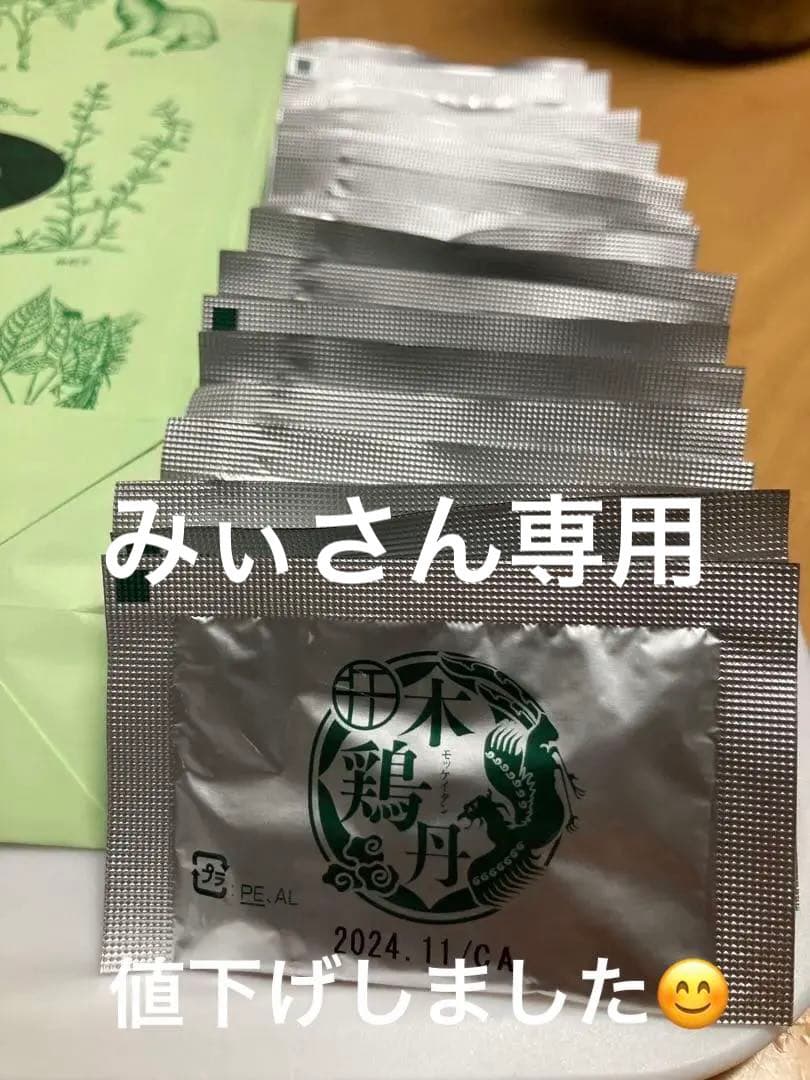 みぃさん専用
木鶏丹
モッケイタン
プラ
: PE、AL
2024.11/CA
値下げしました😊